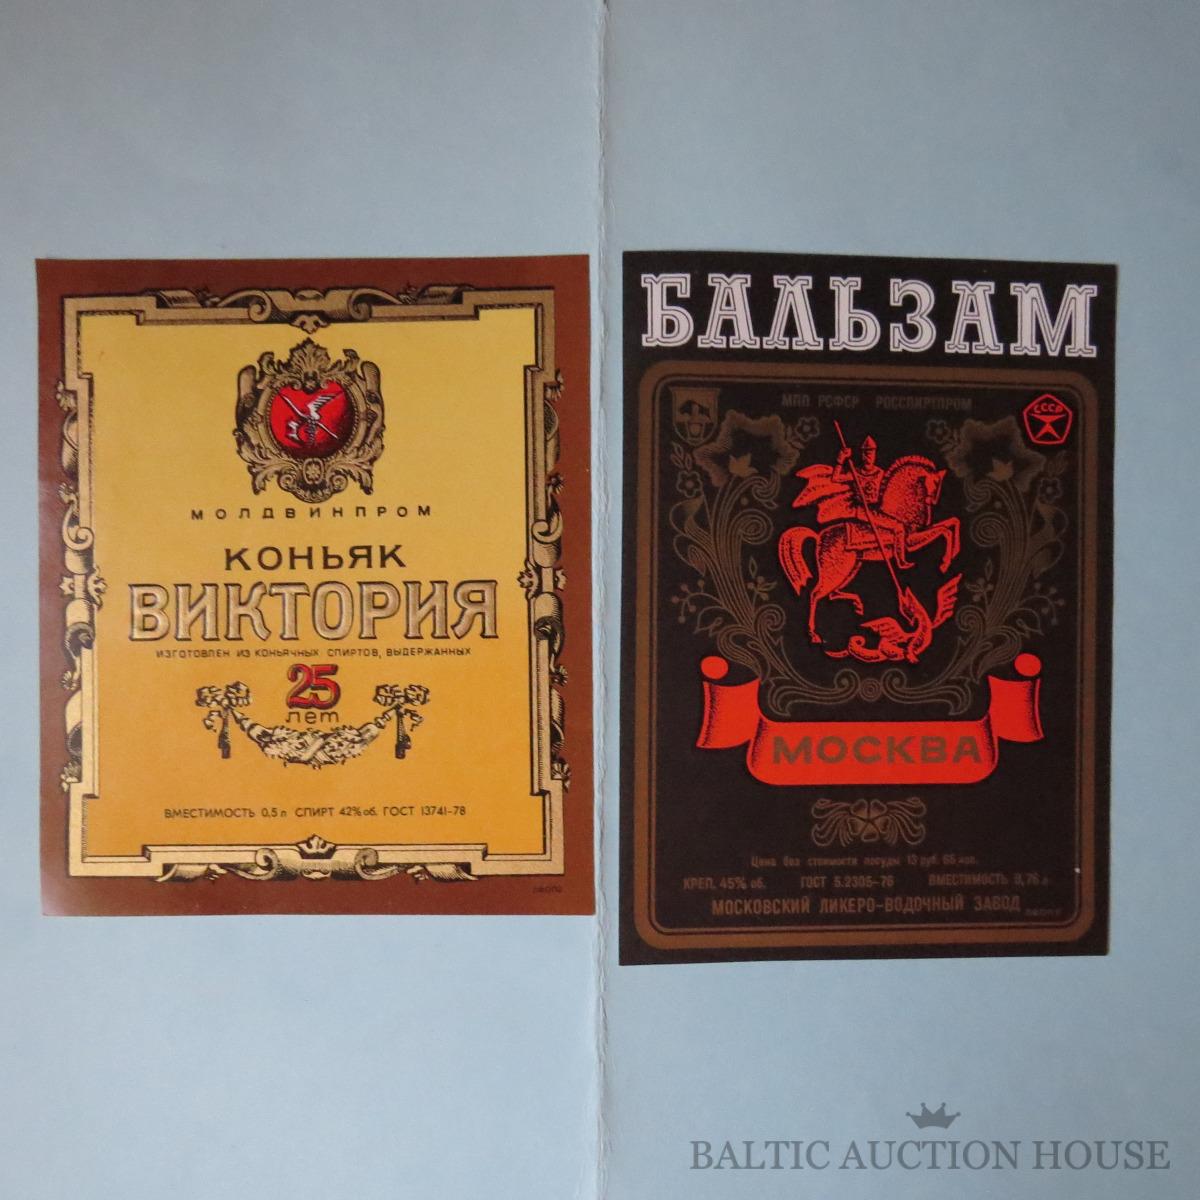 МОЛДВИНПРОМ
КОНЬЯК
ВИКТОРИЯ
ИЗГОТОВЛЕН ИЗ КОНЬЯЧНЫХ СПИРТОВ, ВЫДЕРЖАННЫХ
25
лет
ВМЕСТИМОСТЬ 0,5 л СПИРТ 42% об. ГОСТ 13741-78
БАЛЬЗАМ
МПП РСФСР РОССПИРТПРОМ
СССР
МОСКВА
Цена без стоимости посуды 13 руб. 65 коп.
КРЕП. 45% об. ГОСТ 5.2305-76 ВМЕСТИМОСТЬ 0,76 л
МОСКОВСКИЙ ЛИКЕРО-ВОДОЧНЫЙ ЗАВОД
BALTIC AUCTION HOUSE